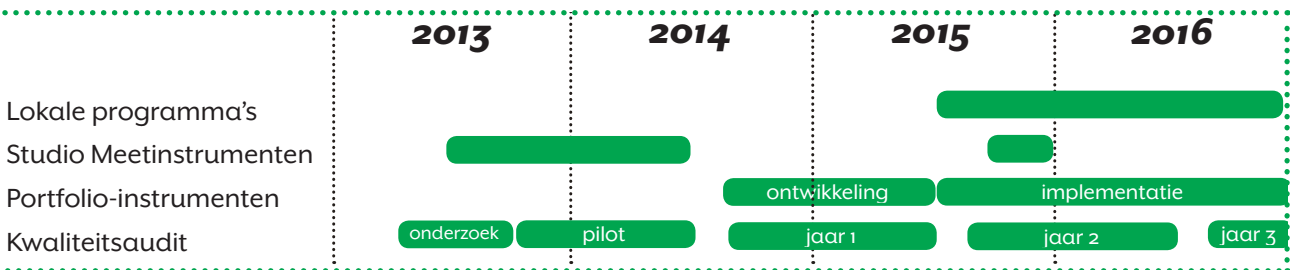 2013 2014 2015 2016
Lokale programma's
Studio Meetinstrumenten
Portfolio-instrumenten ontwikkeling implementatie
Kwaliteitsaudit onderzoek pilot jaar 1 jaar 2 jaar 3